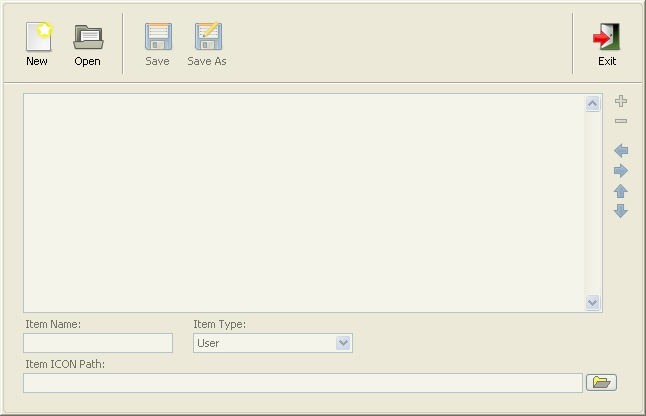 New Open Save Save As Exit
Item Name: Item Type:
User
Item ICON Path: